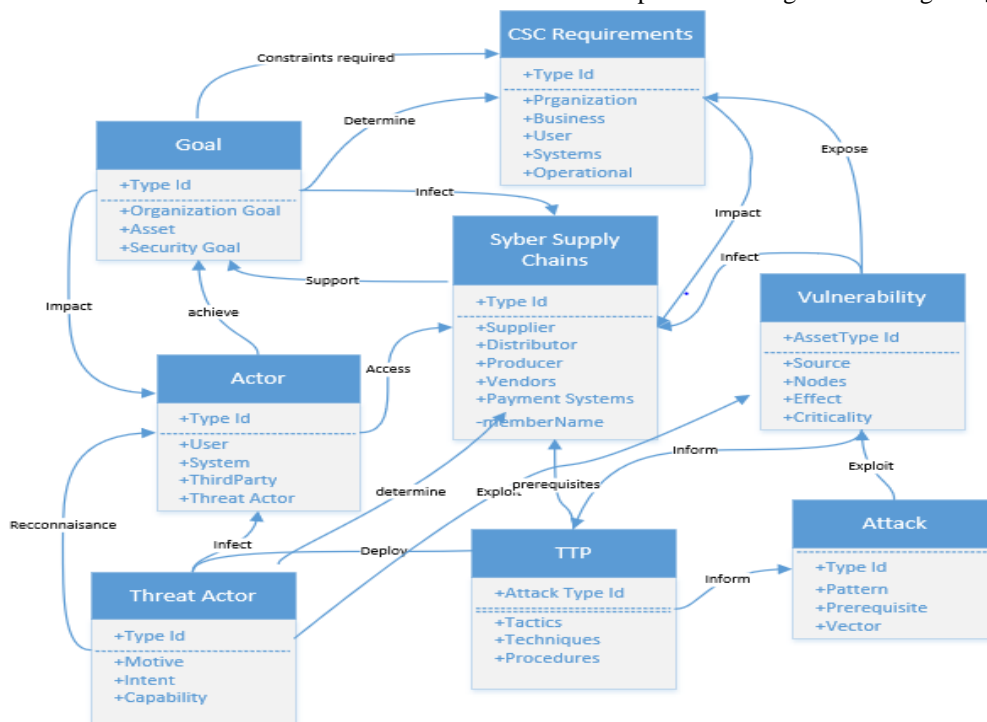 CSC Requirements
+Type Id
+Prganization
+Business
+User
+Systems
+Operational
Constraints required
Determine
Goal
+Type Id
+Organization Goal
+Asset
+Security Goal
Infect
Expose
Impact
Syber Supply
Chains
+Type Id
+Supplier
+Distributor
+Producer
+Vendors
+Payment Systems
-memberName
Infect
Support
Vulnerability
+AssetType Id
+Source
+Nodes
+Effect
+Criticality
Impact
achieve
Actor
+Type Id
+User
+System
+ThirdParty
+Threat Actor
Access
Inform
Exploit
prerequisites
determine
Exploit
Recconnaisance
Infect
Deploy
TTP
+Attack Type Id
+Tactics
+Techniques
+Procedures
Inform
Attack
+Type Id
+Pattern
+Prerequisite
+Vector
Threat Actor
+Type Id
+Motive
+Intent
+Capability